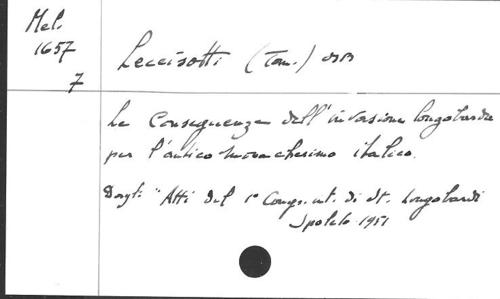 Mel.
1657
7
Leccisotti (Tom.) OSB
Le Conseguenze dell'invasione longobarda
per l'antico monachesimo italico.
Dagli "Atti del 1° Congr. int. di st. Longobardi
Spoleto 1951